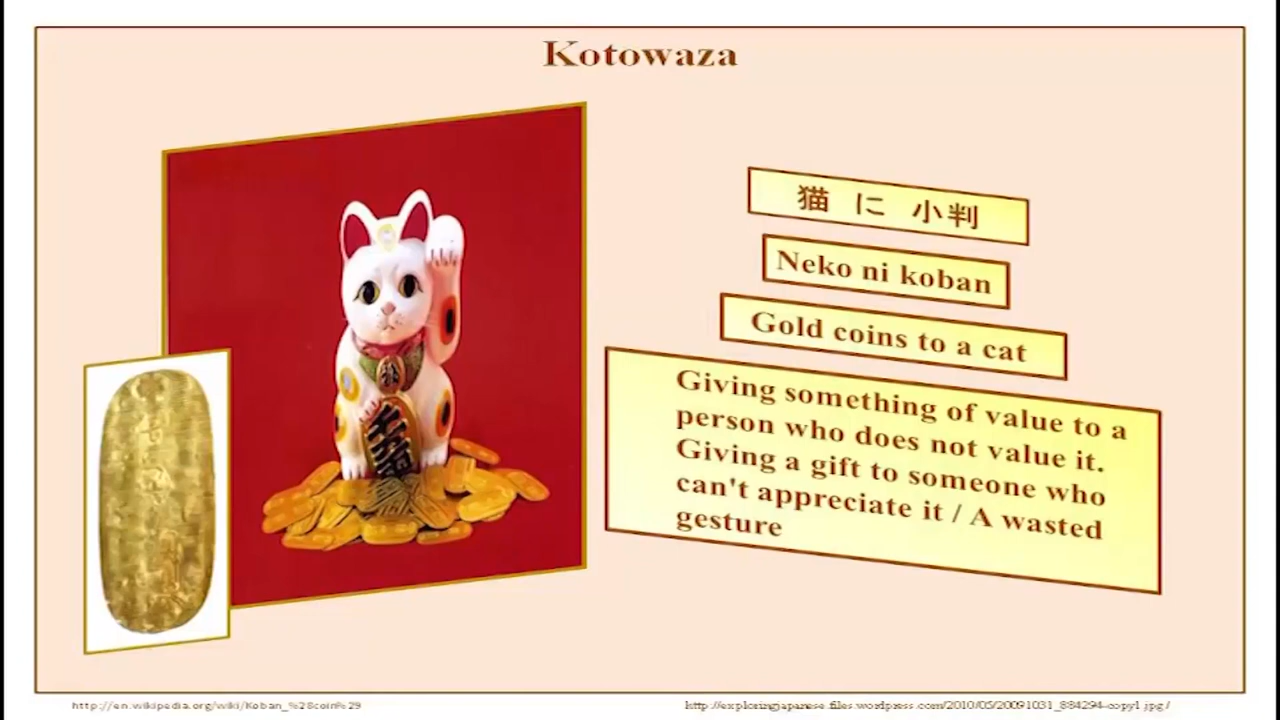 Kotowaza
猫 に 小判
Neko ni koban
Gold coins to a cat
Giving something of value to a
person who does not value it.
Giving a gift to someone who
can't appreciate it / A wasted
gesture
http://en.wikipedia.org/wiki/Koban_%28coin%29
http://exploringjapanese.files.wordpress.com/2010/05/20091031_884294-copy1.jpg/